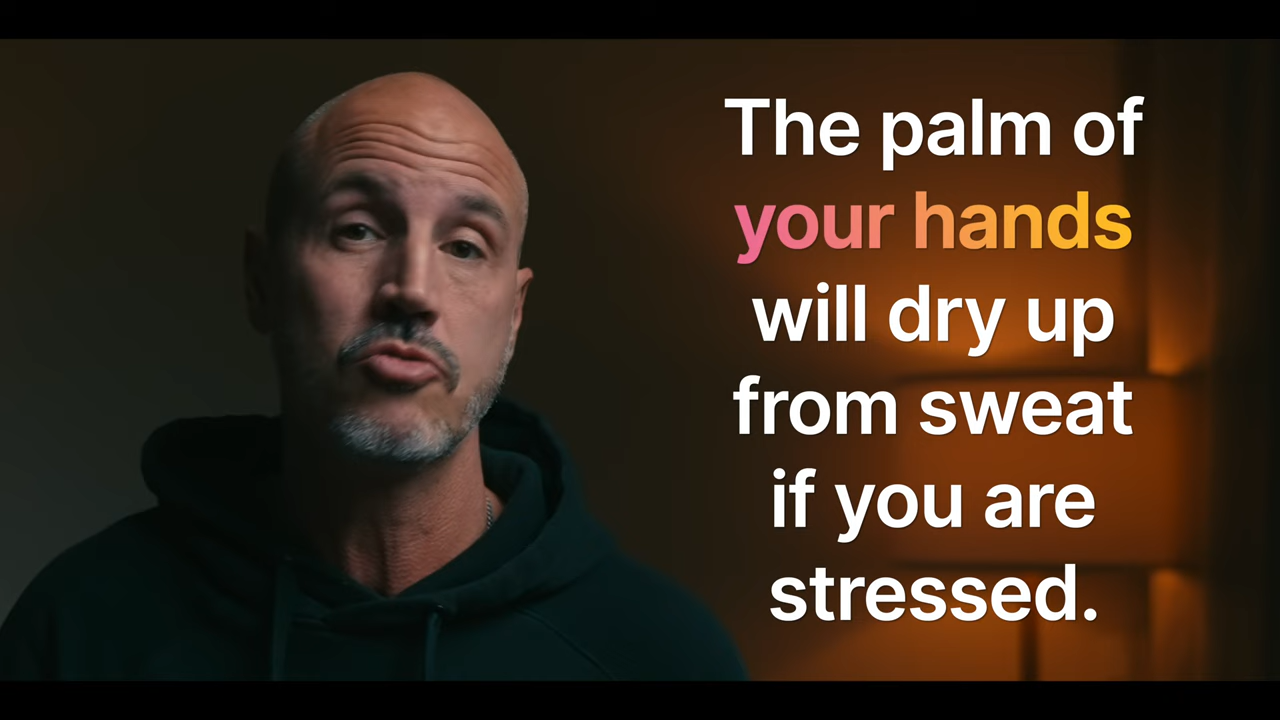 The palm of
your hands
will dry up
from sweat
if you are
stressed.